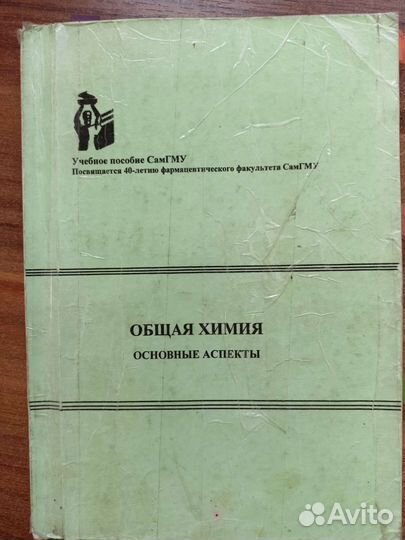 Учебное пособие СамГМУ
Посвящается 40-летию фармацевтического факультета СамГМУ
ОБЩАЯ ХИМИЯ
ОСНОВНЫЕ АСПЕКТЫ
Avito